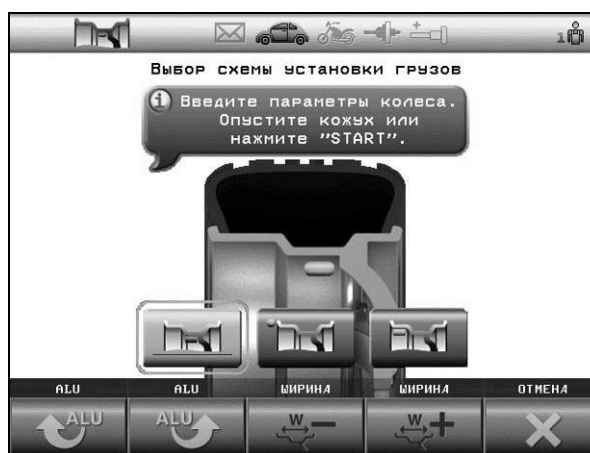 1
Выбор схемы установки грузов
i Введите параметры колеса.
Опустите кожух или
нажмите "START".
ALU ALU ШИРИНА ШИРИНА ОТМЕНА
ALU ALU W W